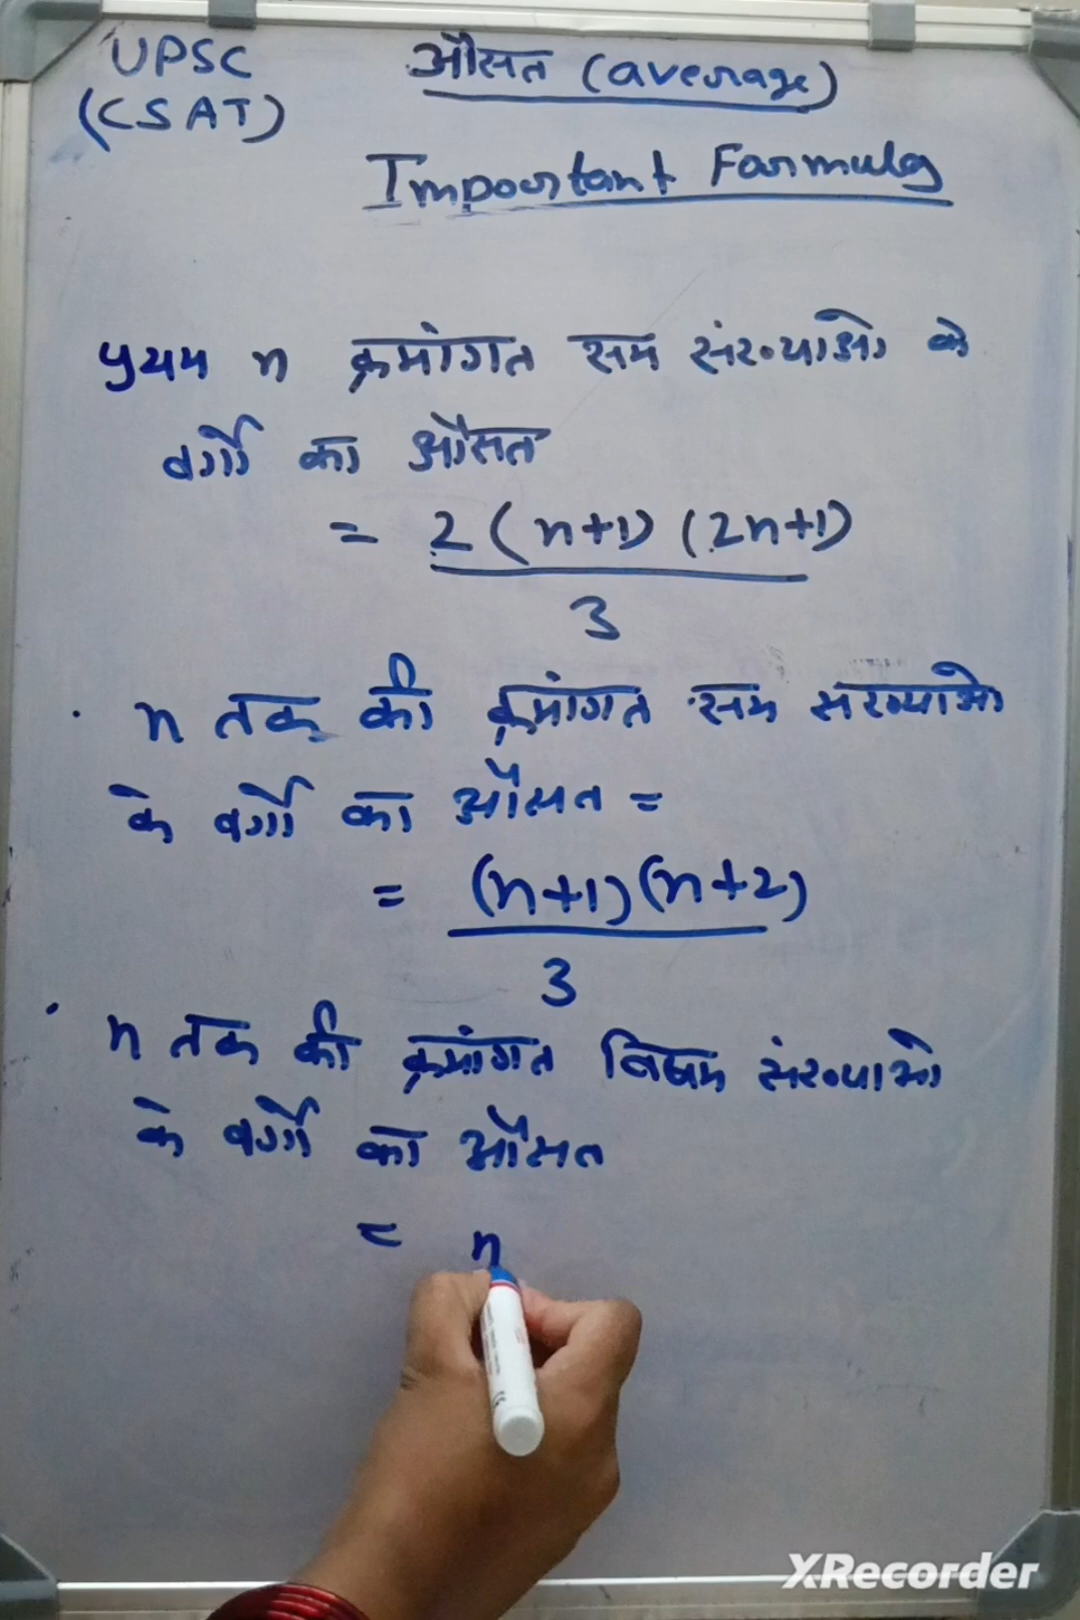 UPSC
(CSAT)
औसत (average)
Important Formula
प्रथम n क्रमांगत सम संख्याओ के
वर्गो का औसत
= 2(n+1)(2n+1)
3
· n तक की क्रमांगत सम संख्याओ
के वर्गो का औसत =
= (n+1)(n+2)
3
· n तक की क्रमांगत विषम संख्याओ
के वर्गो का औसत
= n
XRecorder